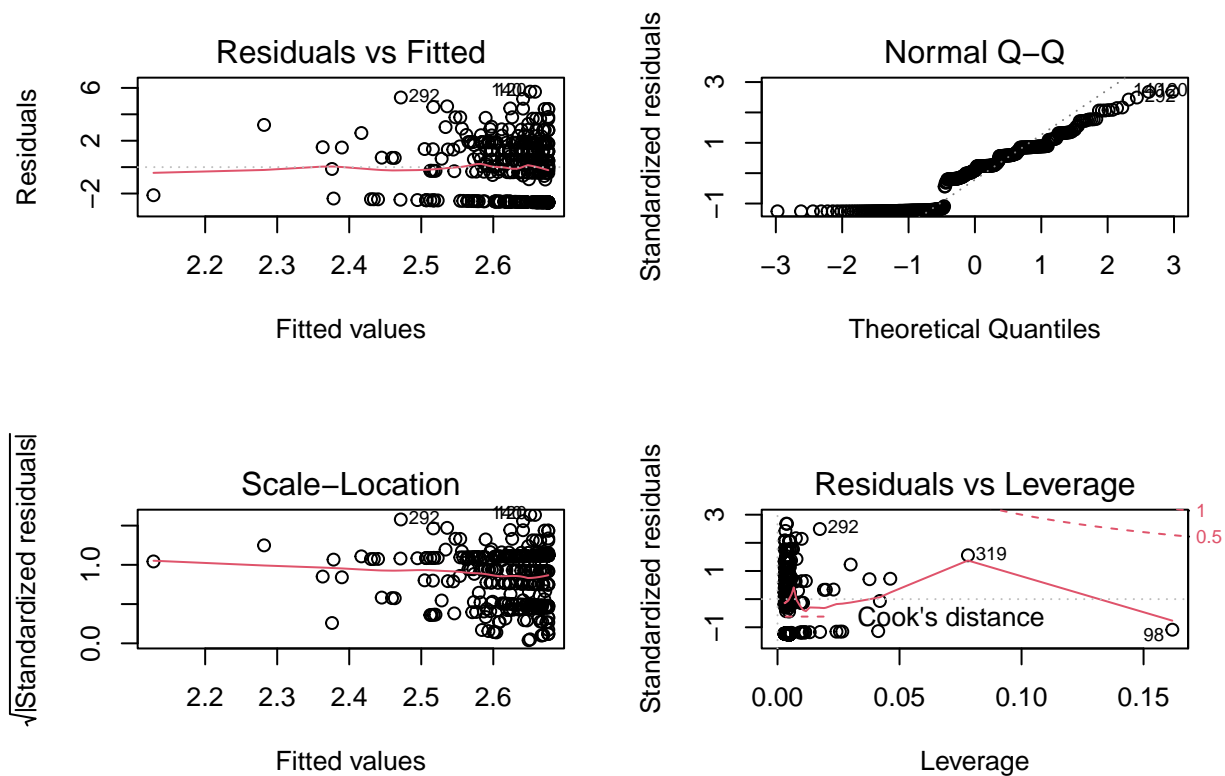 Residuals vs Fitted
Residuals
6
2
−2
292
2.2 2.3 2.4 2.5 2.6
Fitted values
Normal Q−Q
Standardized residuals
3
1
−1
292
−3 −2 −1 0 1 2 3
Theoretical Quantiles
Scale−Location
√|Standardized residuals|
1.0
0.0
292
2.2 2.3 2.4 2.5 2.6
Fitted values
Residuals vs Leverage
Standardized residuals
3
1
−1
292
319
98
Cook's distance
1
0.5
0.00 0.05 0.10 0.15
Leverage